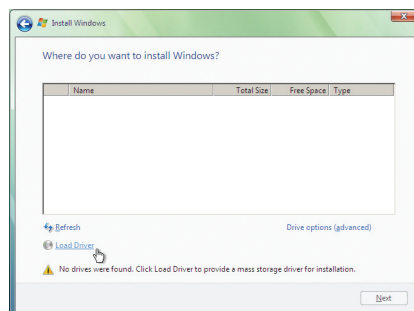 Install Windows
Where do you want to install Windows?
Name Total Size Free Space Type
Refresh Drive options (advanced)
Load Driver
No drives were found. Click Load Driver to provide a mass storage driver for installation.
Next